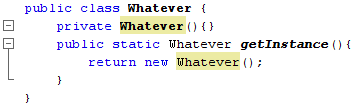 public class Whatever {
    private Whatever(){}
    public static Whatever getInstance(){
        return new Whatever();
    }
}